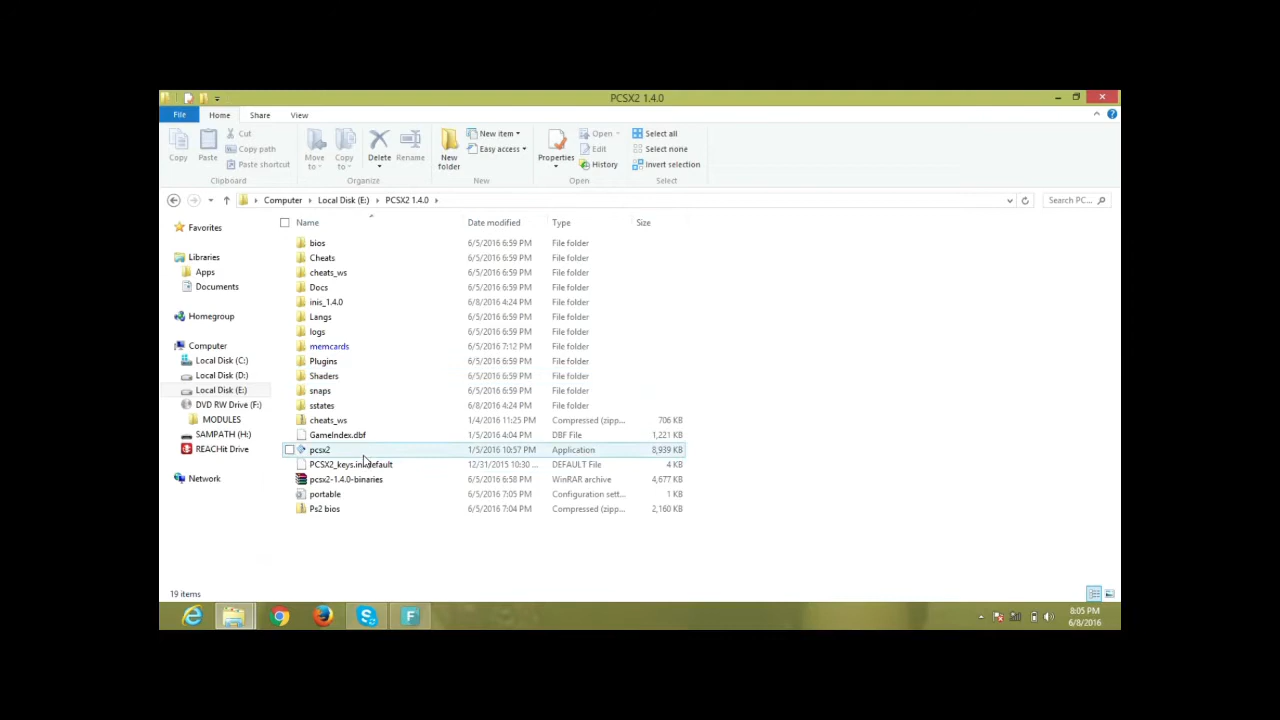 PCSX2 1.4.0
File Home Share View
Copy
Paste
Cut
Copy path
Paste shortcut
Clipboard
Move to
Copy to
Delete
Rename
Organize
New folder
New item
Easy access
New
Properties
Open
Edit
History
Open
Select all
Select none
Invert selection
Select
Computer Local Disk (E:) PCSX2 1.4.0
Search PC...
Favorites
Libraries
Apps
Documents
Homegroup
Computer
Local Disk (C:)
Local Disk (D:)
Local Disk (E:)
DVD RW Drive (F:)
MODULES
SAMPATH (H:)
REACHit Drive
Network
Name Date modified Type Size
bios 6/5/2016 6:59 PM File folder
Cheats 6/5/2016 6:59 PM File folder
cheats_ws 6/5/2016 6:59 PM File folder
Docs 6/5/2016 6:59 PM File folder
inis_1.4.0 6/8/2016 4:24 PM File folder
Langs 6/5/2016 6:59 PM File folder
logs 6/5/2016 6:59 PM File folder
memcards 6/5/2016 7:12 PM File folder
Plugins 6/5/2016 6:59 PM File folder
Shaders 6/5/2016 6:59 PM File folder
snaps 6/5/2016 6:59 PM File folder
sstates 6/8/2016 4:24 PM File folder
cheats_ws 1/4/2016 11:25 PM Compressed (zipp... 706 KB
GameIndex.dbf 1/5/2016 4:04 PM DBF File 1,221 KB
pcsx2 1/5/2016 10:57 PM Application 8,939 KB
PCSX2_keys.ini.default 12/31/2015 10:30 ... DEFAULT File 4 KB
pcsx2-1.4.0-binaries 6/5/2016 6:58 PM WinRAR archive 4,677 KB
portable 6/5/2016 7:05 PM Configuration sett... 1 KB
Ps2 bios 6/5/2016 7:04 PM Compressed (zipp... 2,160 KB
19 items
8:05 PM
6/8/2016